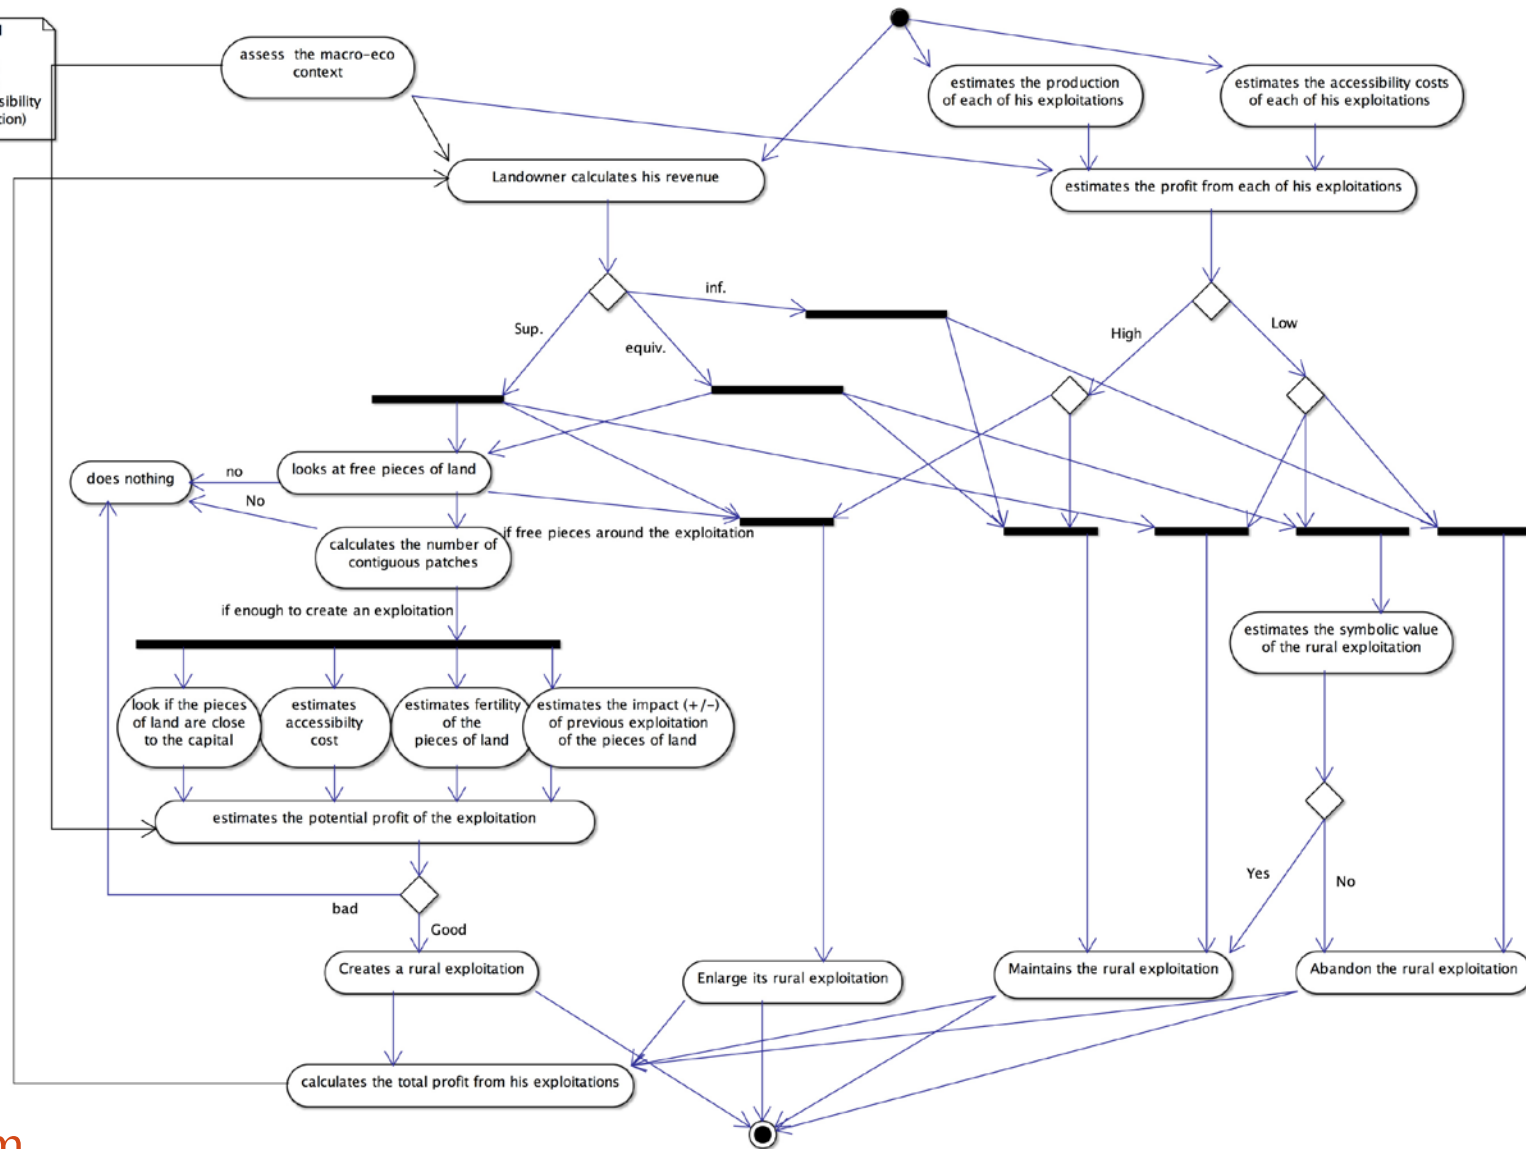 sibility
tion)
assess  the macro-eco
context
estimates the production
of each of his exploitations
estimates the accessibility costs
of each of his exploitations
Landowner calculates his revenue
estimates the profit from each of his exploitations
inf.
Sup.
equiv.
High
Low
looks at free pieces of land
does nothing
no
No
if free pieces around the exploitation
calculates the number of
contiguous patches
if enough to create an exploitation
estimates the symbolic value
of the rural exploitation
look if the pieces
of land are close
to the capital
estimates
accessibilty
cost
estimates fertility
of the
pieces of land
estimates the impact (+/-)
of previous exploitation
of the pieces of land
estimates the potential profit of the exploitation
bad
Good
Yes
No
Creates a rural exploitation
Enlarge its rural exploitation
Maintains the rural exploitation
Abandon the rural exploitation
calculates the total profit from his exploitations
m